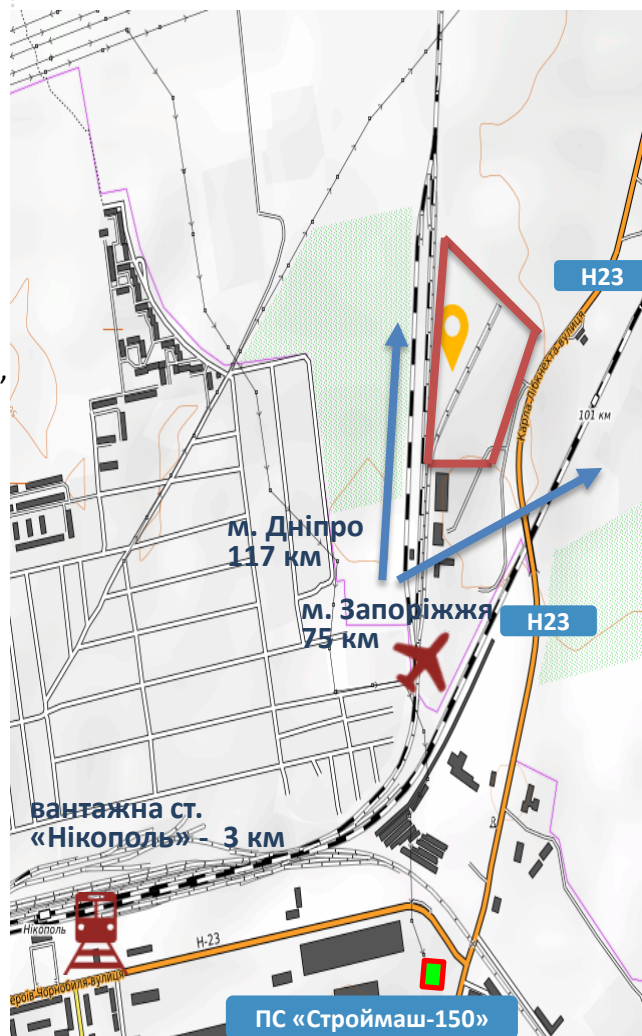 Н23
Карла-Лібкнехта-вулиця
101 км
м. Дніпро
117 км
м. Запоріжжя
75 км
Н23
вантажна ст.
«Нікополь» - 3 км
Нікополь
Н-23
ероїв-Чорнобиля-вулиця
ПС «Строймаш-150»